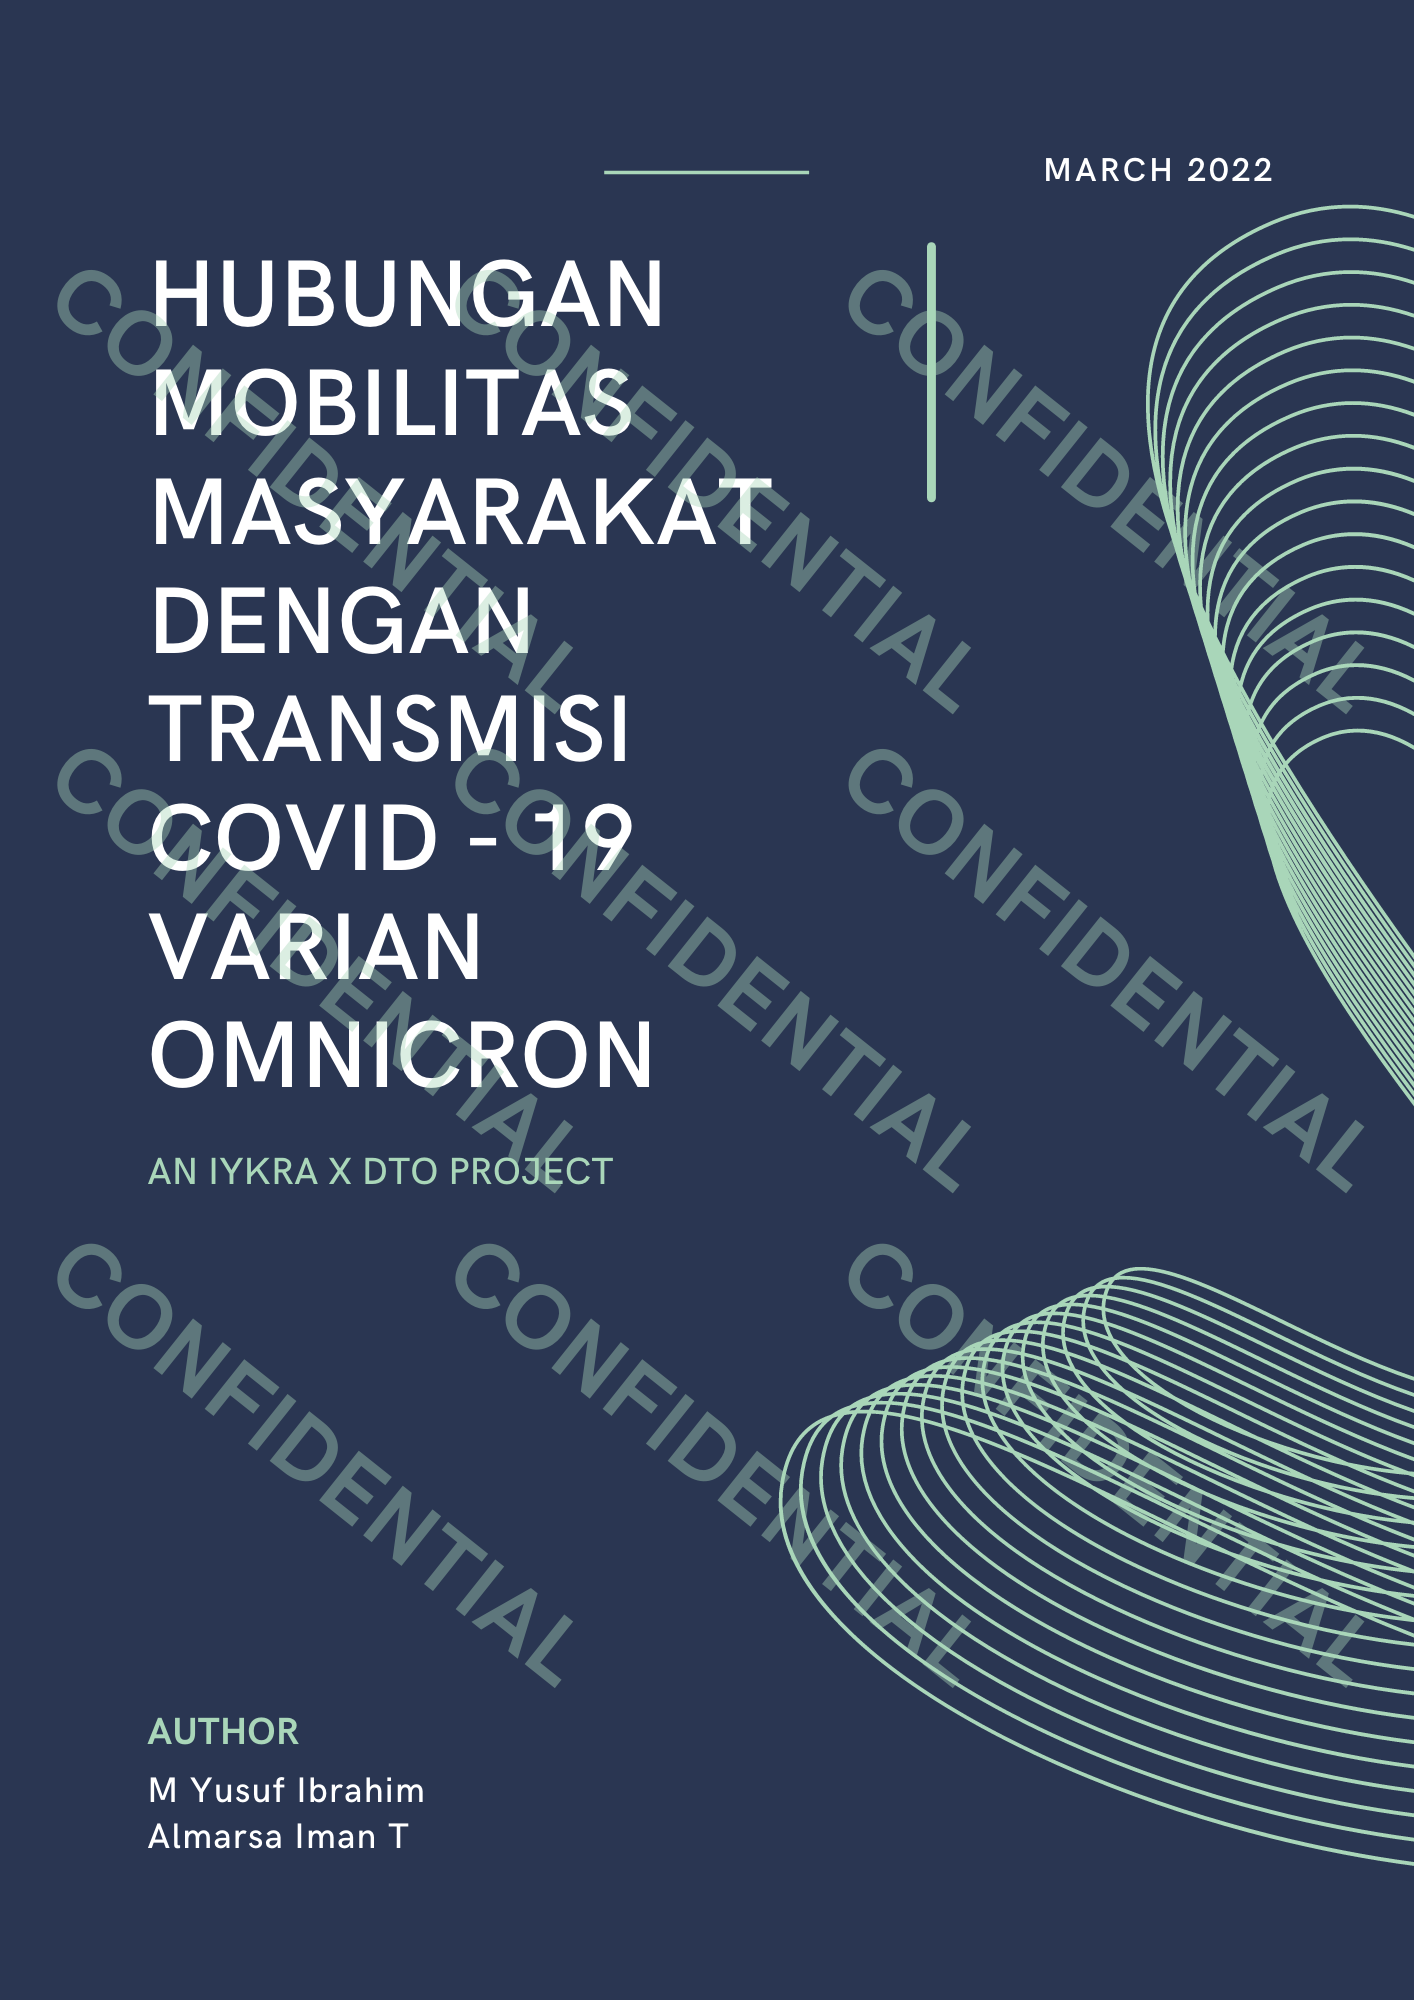 MARCH 2022
HUBUNGAN
MOBILITAS
MASYARAKAT
DENGAN
TRANSMISI
COVID - 19
VARIAN
OMNICRON
AN IYKRA X DTO PROJECT
CONFIDENTIAL
CONFIDENTIAL
CONFIDENTIAL
CONFIDENTIAL
CONFIDENTIAL
CONFIDENTIAL
CONFIDENTIAL
CONFIDENTIAL
CONFIDENTIAL
AUTHOR
M Yusuf Ibrahim
Almarsa Iman T